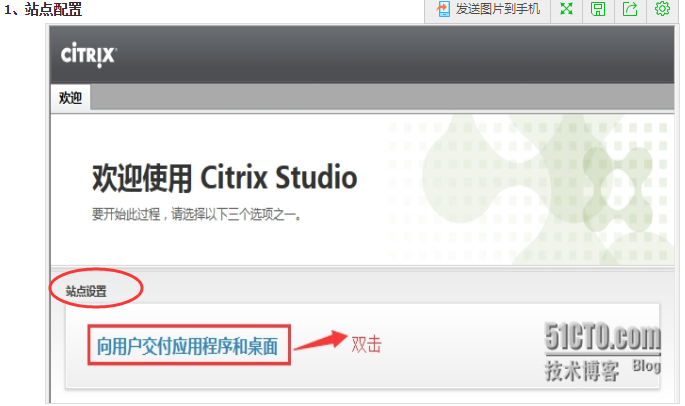 1、站点配置
发送图片到手机
CİTRIX
欢迎
欢迎使用 Citrix Studio
要开始此过程，请选择以下三个选项之一。
站点设置
向用户交付应用程序和桌面
双击
51CTO.com
技术博客 Blog